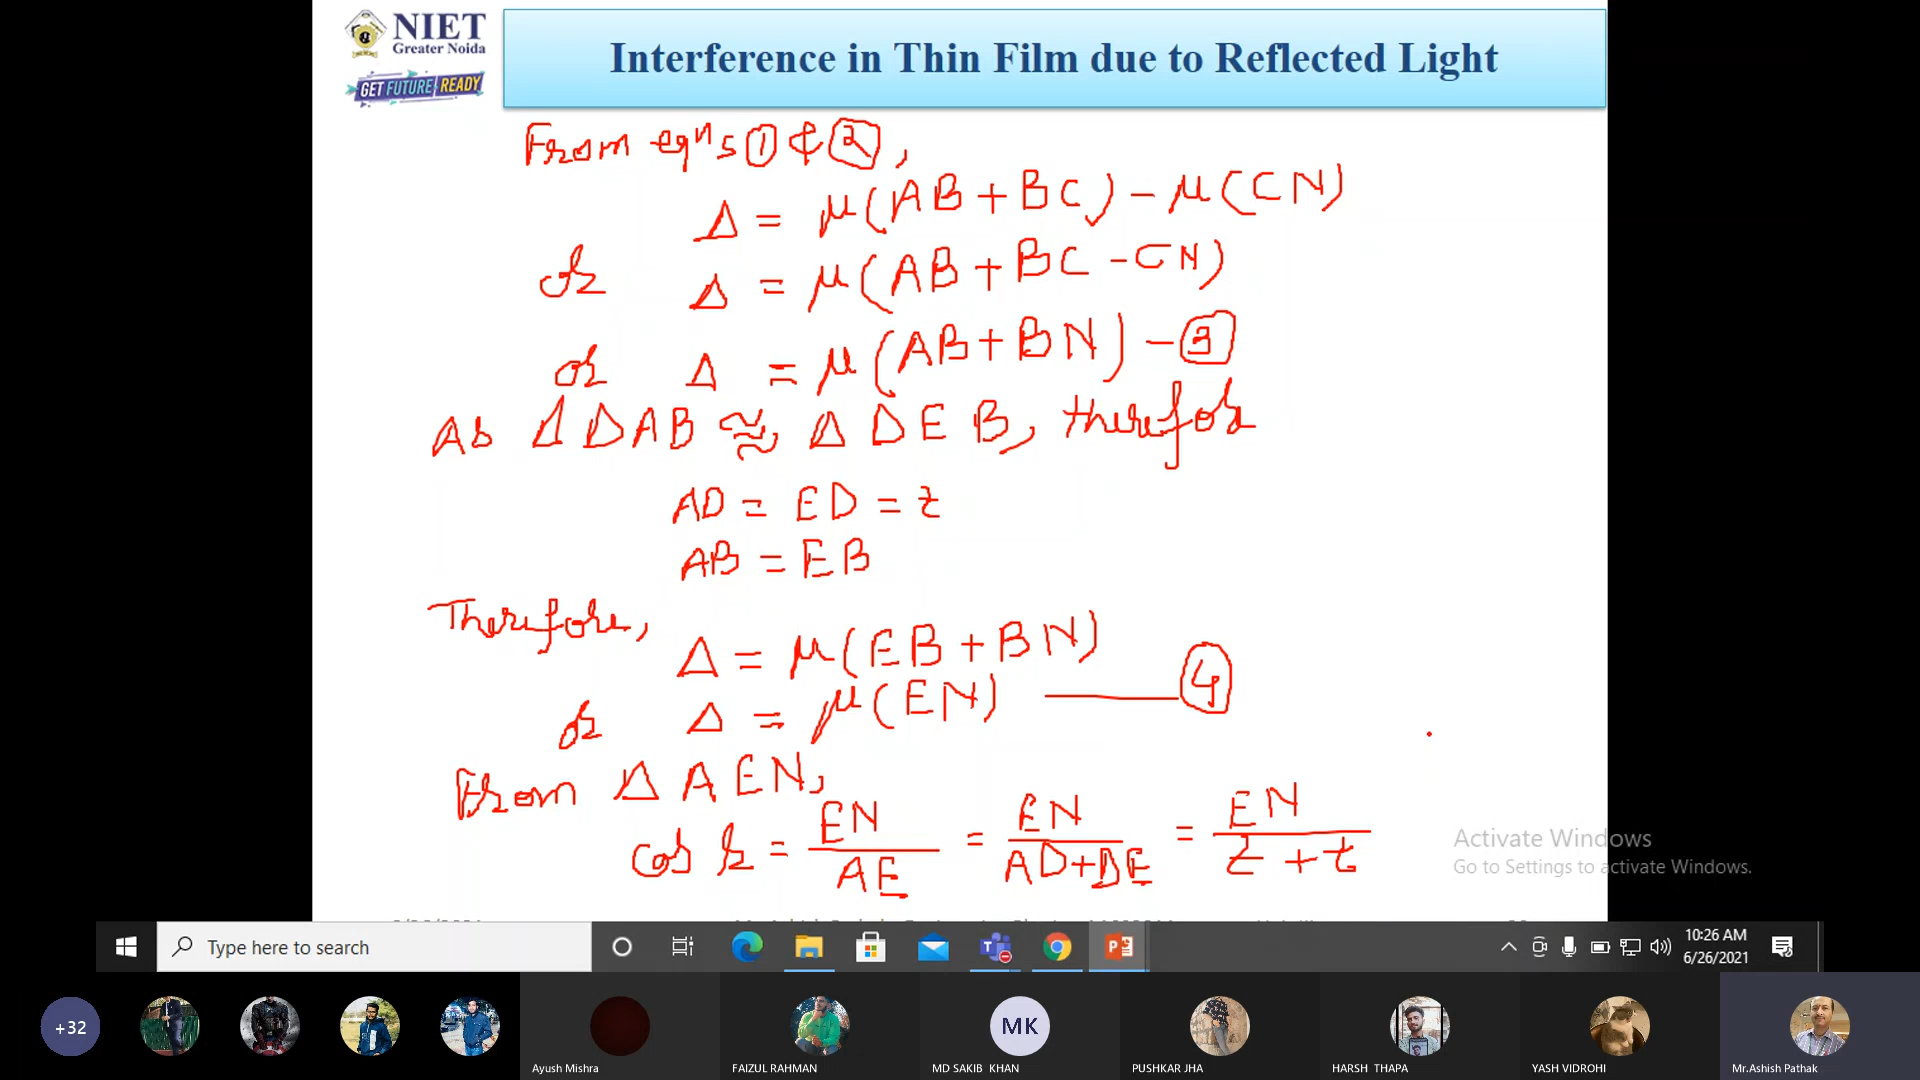 NIET
Greater Noida
GET FUTURE READY
Interference in Thin Film due to Reflected Light
From eqⁿs ① & ②,
Δ = μ(AB + BC) - μ(CN)
or Δ = μ(AB + BC - CN)
or Δ = μ(AB + BN) - ③
As Δ DAB ≅ Δ DEB, therefor
AD = ED = t
AB = EB
Therefore,
Δ = μ(EB + BN)
or Δ = μ(EN) — ④
From Δ AEN,
cos r = EN/AE = EN/AD+DE = EN/t+t
Activate Windows
Go to Settings to activate Windows.
Type here to search
10:26 AM
6/26/2021
+32
MK
Ayush Mishra
FAIZUL RAHMAN
MD SAKIB KHAN
PUSHKAR JHA
HARSH THAPA
YASH VIDROHI
Mr.Ashish Pathak